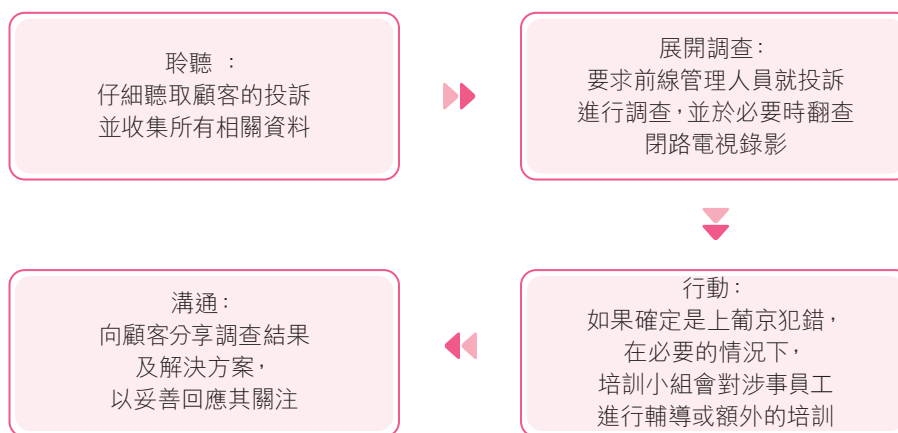 聆聽 :
仔細聽取顧客的投訴
並收集所有相關資料
展開調查:
要求前線管理人員就投訴
進行調查,並於必要時翻查
閉路電視錄影
行動:
如果確定是上葡京犯錯,
在必要的情況下,
培訓小組會對涉事員工
進行輔導或額外的培訓
溝通:
向顧客分享調查結果
及解決方案,
以妥善回應其關注